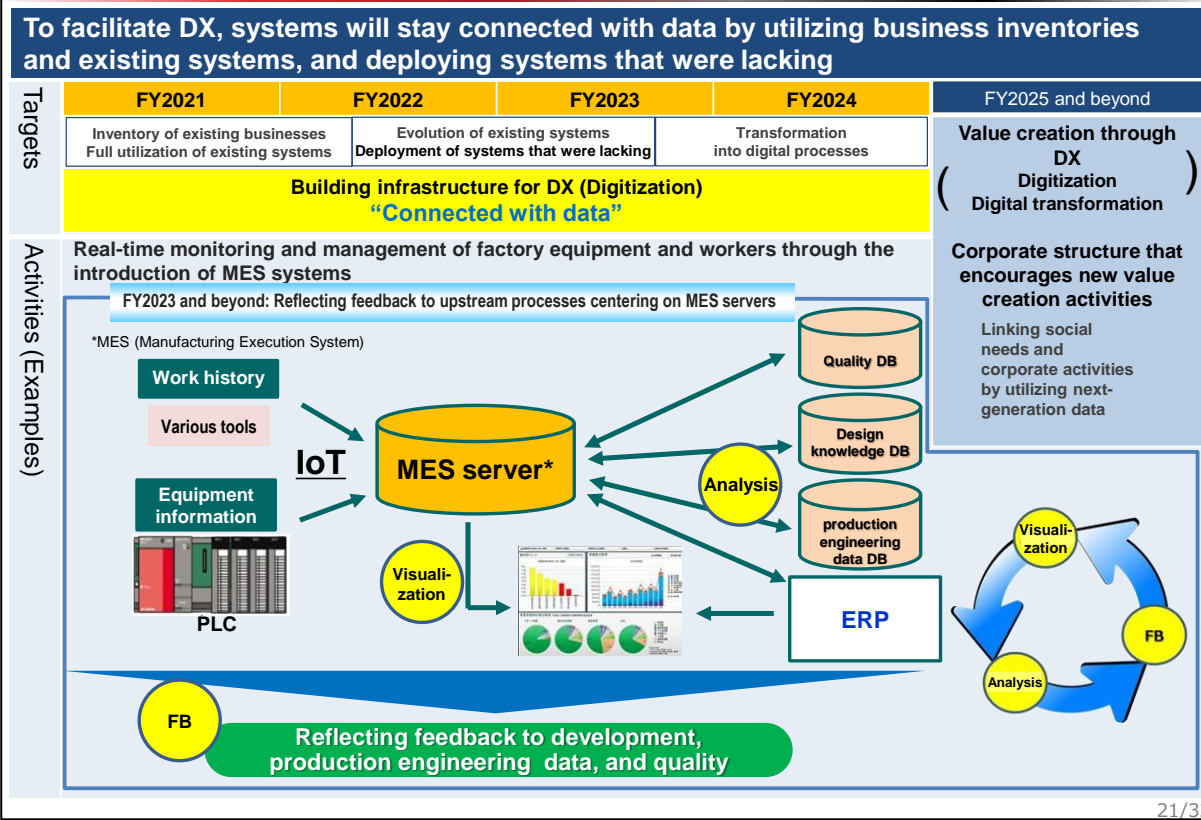 To facilitate DX, systems will stay connected with data by utilizing business inventories
and existing systems, and deploying systems that were lacking
Targets
FY2021
FY2022
FY2023
FY2024
FY2025 and beyond
Inventory of existing businesses
Full utilization of existing systems
Evolution of existing systems
Deployment of systems that were lacking
Transformation
into digital processes
Building infrastructure for DX (Digitization)
“Connected with data”
Value creation through
DX
( Digitization
Digital transformation )
Corporate structure that
encourages new value
creation activities
Linking social
needs and
corporate activities
by utilizing next-
generation data
Activities (Examples)
Real-time monitoring and management of factory equipment and workers through the
introduction of MES systems
FY2023 and beyond: Reflecting feedback to upstream processes centering on MES servers
*MES (Manufacturing Execution System)
Work history
Various tools
IoT
Equipment
information
PLC
MES server*
Visuali-
zation
Analysis
Quality DB
Design
knowledge DB
production
engineering
data DB
ERP
Visuali-
zation
FB
Analysis
FB
Reflecting feedback to development,
production engineering data, and quality
21/3